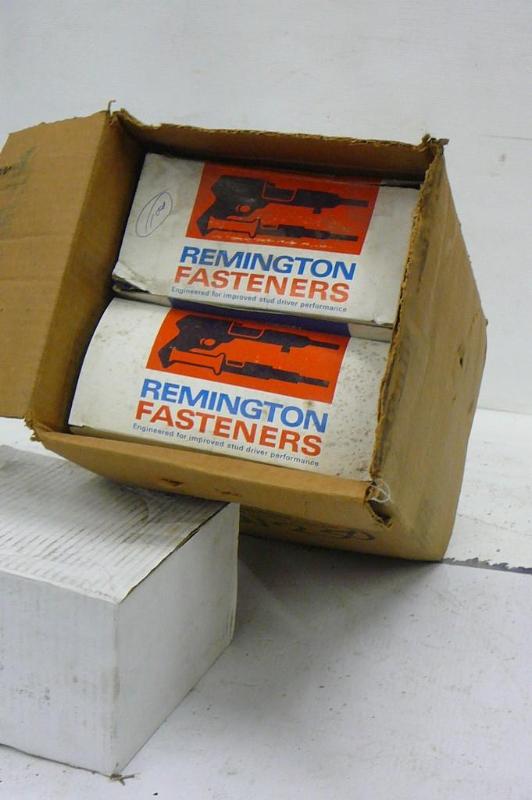 REMINGTON
FASTENERS
Engineered for improved stud driver performance
REMINGTON
FASTENERS
Engineered for improved stud driver performance